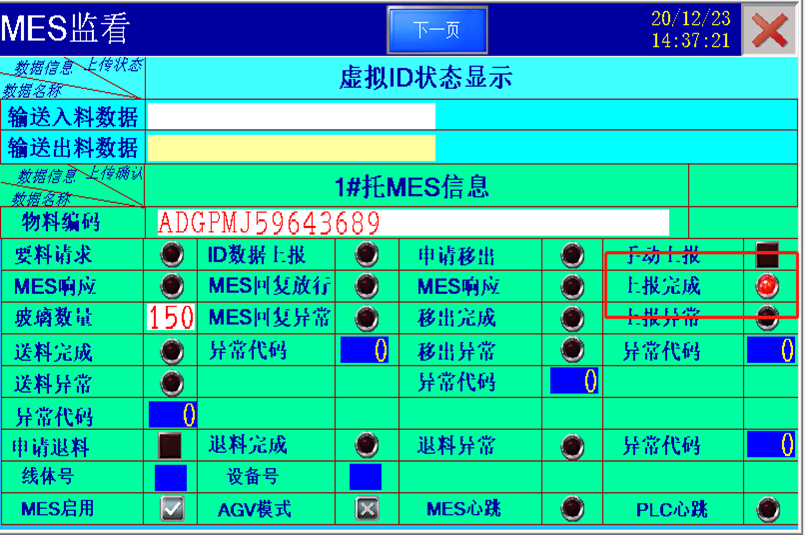 MES监看 下一页 20/12/23
14:37:21
数据信息 上传状态
数据名称
虚拟ID状态显示
输送入料数据
输送出料数据
数据信息 上传确认
数据名称
1#托MES信息
物料编码 ADGPMJ59643689
要料请求 ID数据上报 申请移出 手动上报
MES响应 MES回复放行 MES响应 上报完成
玻璃数量 150 MES回复异常 移出完成 上报异常
送料完成 异常代码 0 移出异常 异常代码 0
送料异常 异常代码 0
异常代码 0
申请退料 退料完成 退料异常 异常代码 0
线体号 设备号
MES启用 AGV模式 MES心跳 PLC心跳